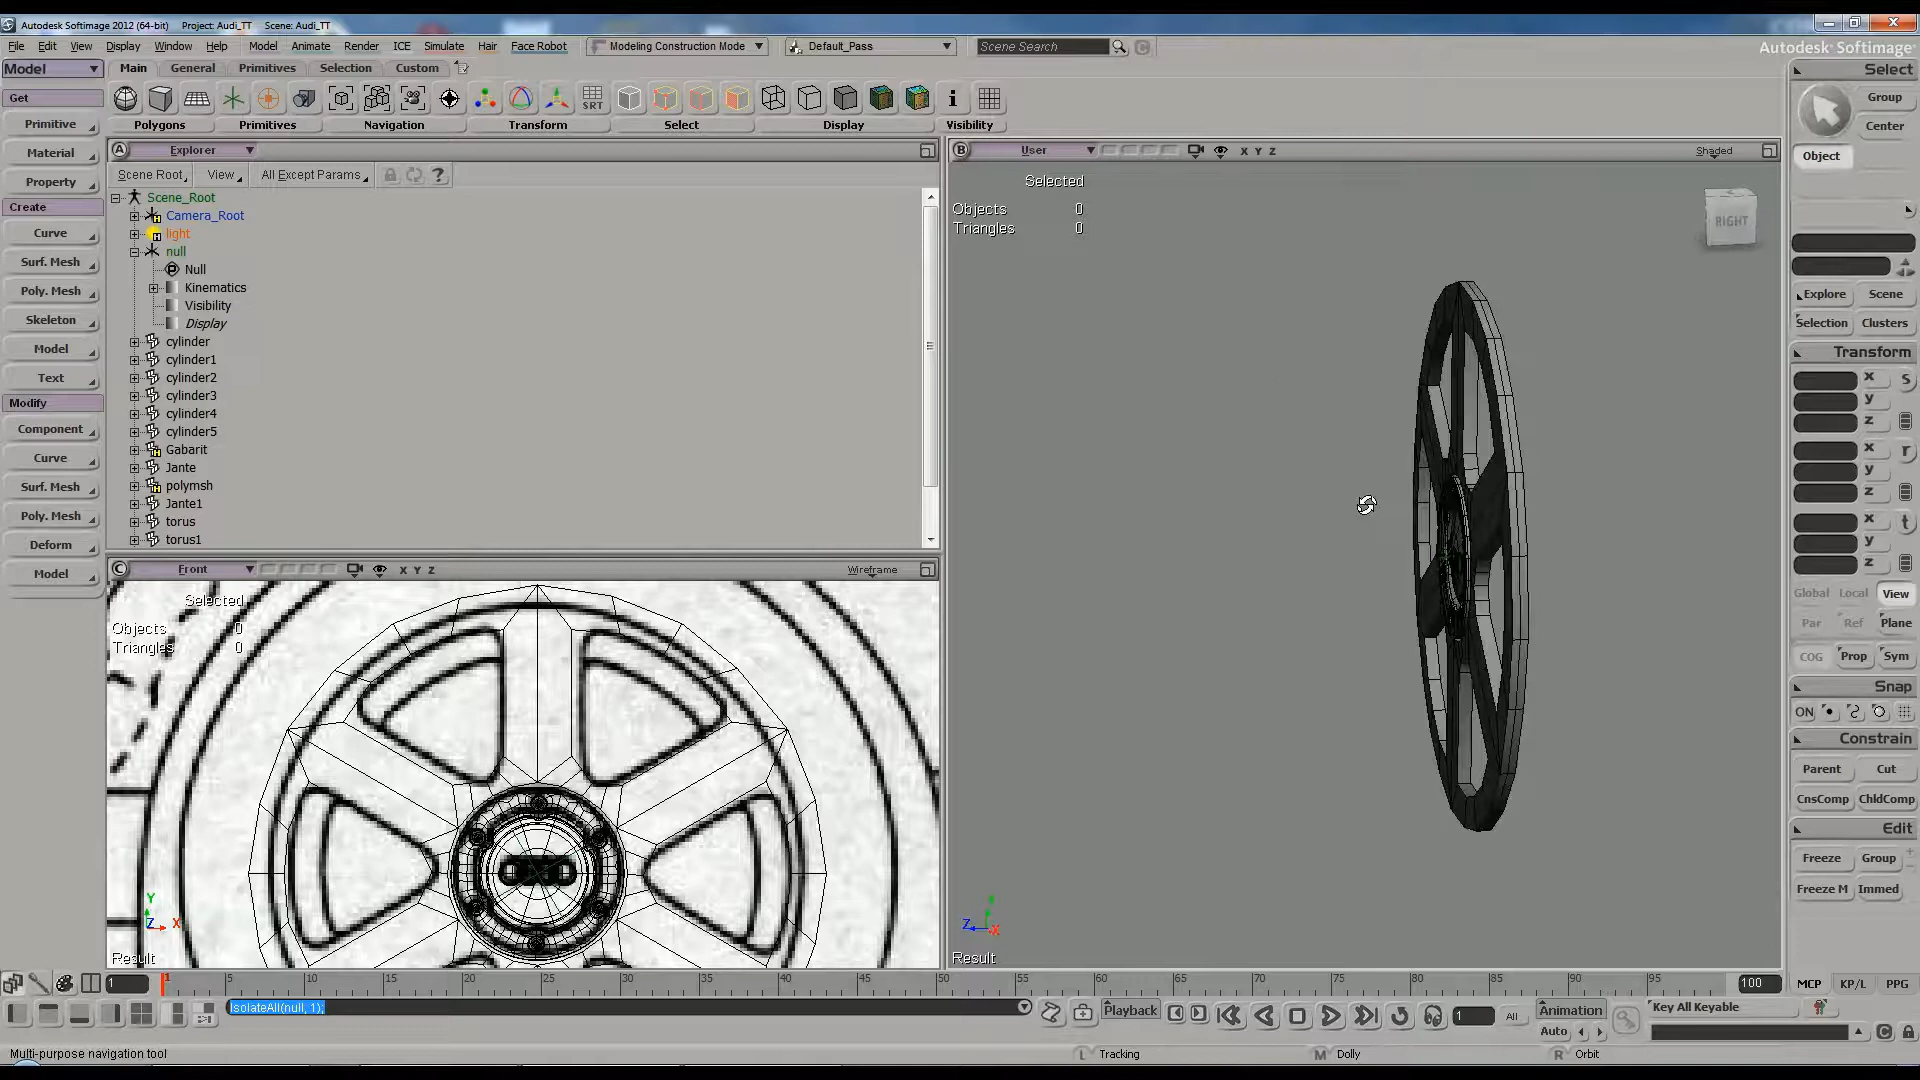 Autodesk Softimage 2012 (64-bit) Project: Audi_TT Scene: Audi_TT
File Edit View Display Window Help Model Animate Render ICE Simulate Hair Face Robot Modeling Construction Mode Default_Pass Scene Search Autodesk® Softimage®
Model Main General Primitives Selection Custom Select
Get
Primitive
Material
Property
Create
Curve
Surf. Mesh
Poly. Mesh
Skeleton
Model
Text
Modify
Component
Curve
Surf. Mesh
Poly. Mesh
Deform
Model
SRT
Polygons Primitives Navigation Transform Select Display Visibility
A Explorer
Scene Root View All Except Params ?
Scene_Root
Camera_Root
light
null
Null
Kinematics
Visibility
Display
cylinder
cylinder1
cylinder2
cylinder3
cylinder4
cylinder5
Gabarit
Jante
polymsh
Jante1
torus
torus1
B User X Y Z Shaded
Selected
Objects 0
Triangles 0
RIGHT
Z X
Result
C Front X Y Z Wireframe
Selected
Objects 0
Triangles 0
Y
Z X
Result
Group
Center
Object
Explore Scene
Selection Clusters
Transform
x s
y
z
x r
y
z
x t
y
z
Global Local View
Par Ref Plane
COG Prop Sym
Snap
ON
Constrain
Parent Cut
CnsComp ChldComp
Edit
Freeze Group
Freeze M Immed
1 1 5 10 15 20 25 30 35 40 45 50 55 60 65 70 75 80 85 90 95 100 MCP KP/L PPG
IsolateAll(null, 1); Playback 1 All Animation Key All Keyable
Auto
Multi-purpose navigation tool L Tracking M Dolly R Orbit